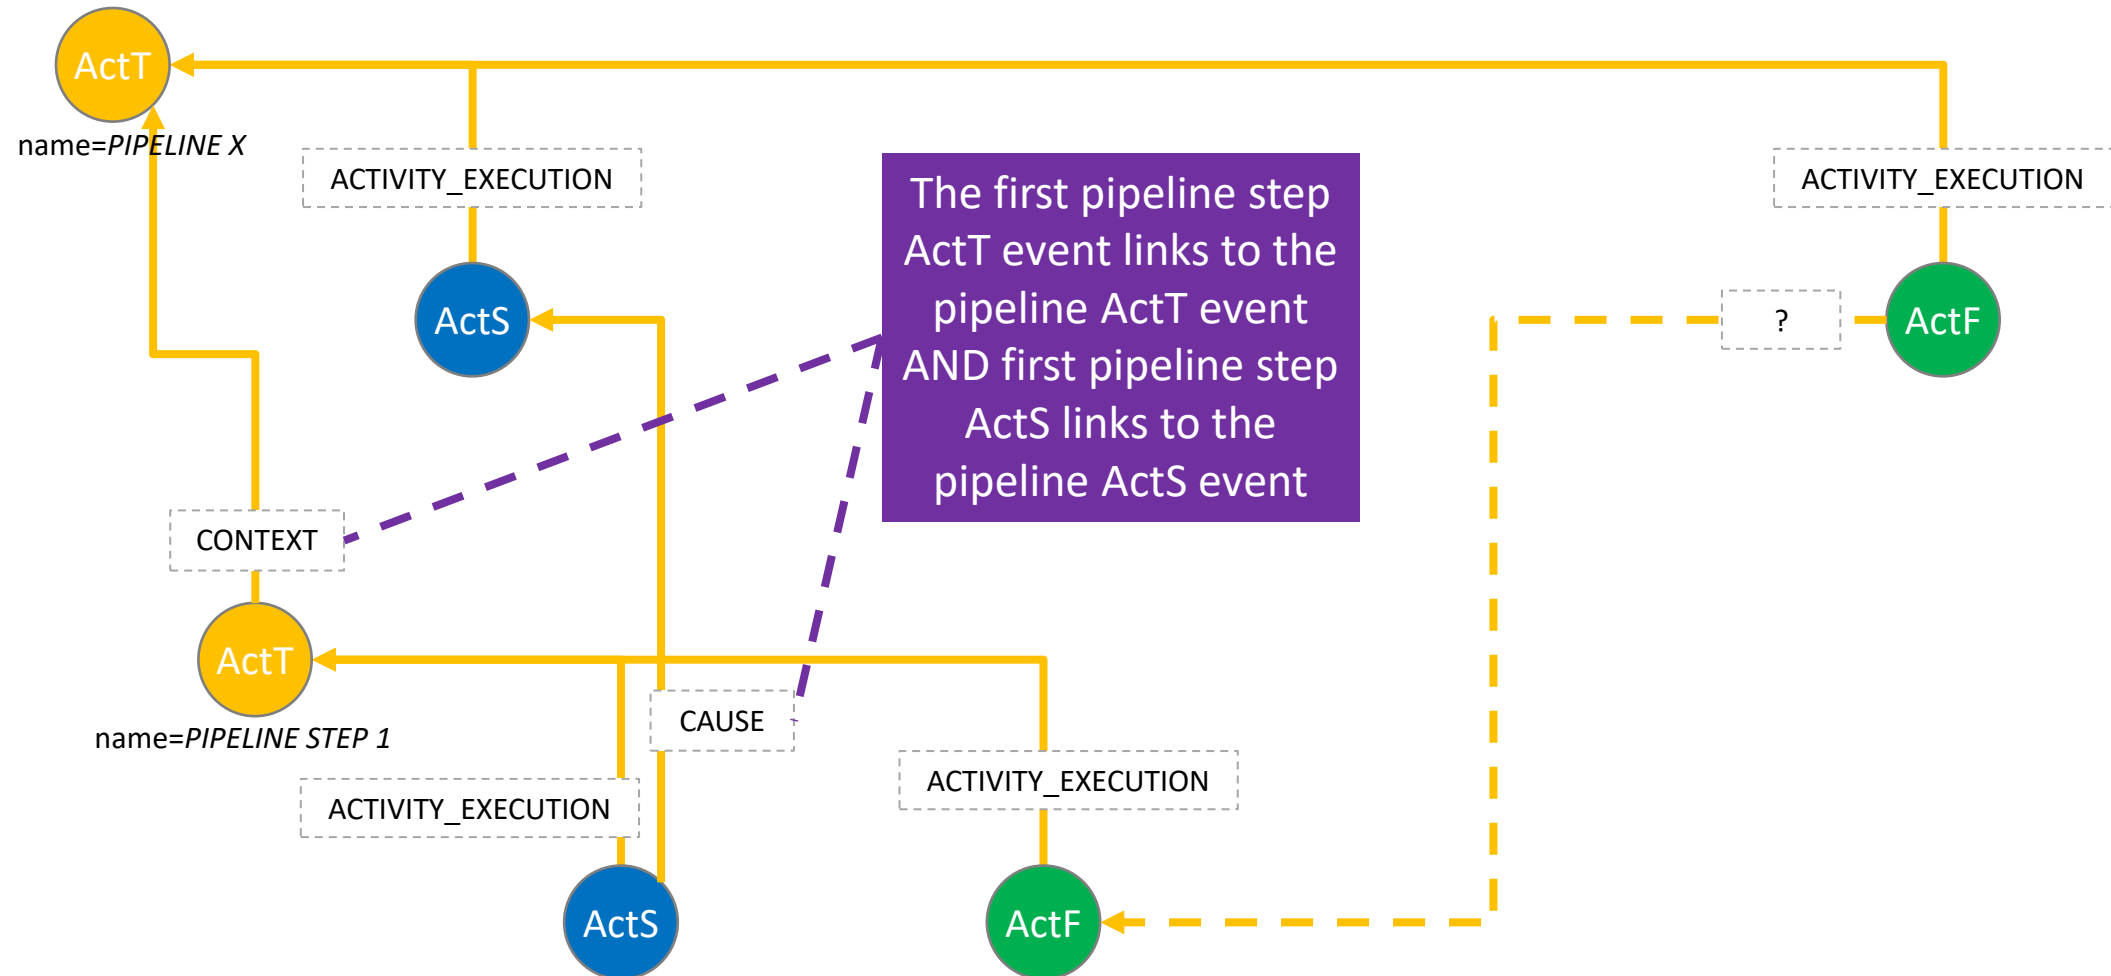 ActT
name=PIPELINE X
ACTIVITY_EXECUTION
ACTIVITY_EXECUTION
The first pipeline step
ActT event links to the
pipeline ActT event
AND first pipeline step
ActS links to the
pipeline ActS event
ActS
?
ActF
CONTEXT
ActT
name=PIPELINE STEP 1
CAUSE
ACTIVITY_EXECUTION
ACTIVITY_EXECUTION
ActS
ActF